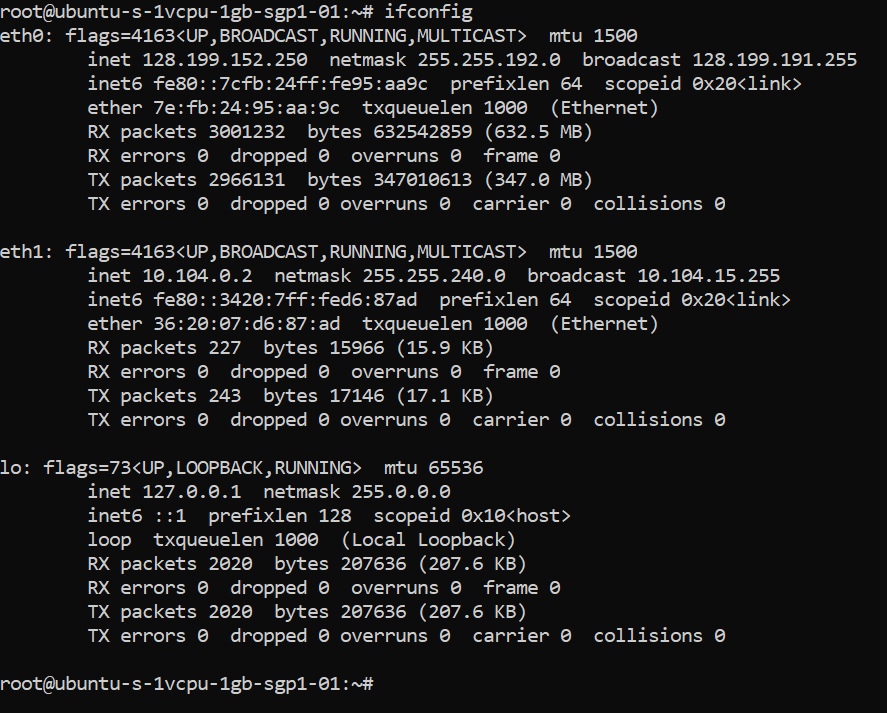 root@ubuntu-s-1vcpu-1gb-sgp1-01:~# ifconfig
eth0: flags=4163<UP,BROADCAST,RUNNING,MULTICAST>  mtu 1500
        inet 128.199.152.250  netmask 255.255.192.0  broadcast 128.199.191.255
        inet6 fe80::7cfb:24ff:fe95:aa9c  prefixlen 64  scopeid 0x20<link>
        ether 7e:fb:24:95:aa:9c  txqueuelen 1000  (Ethernet)
        RX packets 3001232  bytes 632542859 (632.5 MB)
        RX errors 0  dropped 0  overruns 0  frame 0
        TX packets 2966131  bytes 347010613 (347.0 MB)
        TX errors 0  dropped 0 overruns 0  carrier 0  collisions 0

eth1: flags=4163<UP,BROADCAST,RUNNING,MULTICAST>  mtu 1500
        inet 10.104.0.2  netmask 255.255.240.0  broadcast 10.104.15.255
        inet6 fe80::3420:7ff:fed6:87ad  prefixlen 64  scopeid 0x20<link>
        ether 36:20:07:d6:87:ad  txqueuelen 1000  (Ethernet)
        RX packets 227  bytes 15966 (15.9 KB)
        RX errors 0  dropped 0  overruns 0  frame 0
        TX packets 243  bytes 17146 (17.1 KB)
        TX errors 0  dropped 0 overruns 0  carrier 0  collisions 0

lo: flags=73<UP,LOOPBACK,RUNNING>  mtu 65536
        inet 127.0.0.1  netmask 255.0.0.0
        inet6 ::1  prefixlen 128  scopeid 0x10<host>
        loop  txqueuelen 1000  (Local Loopback)
        RX packets 2020  bytes 207636 (207.6 KB)
        RX errors 0  dropped 0  overruns 0  frame 0
        TX packets 2020  bytes 207636 (207.6 KB)
        TX errors 0  dropped 0 overruns 0  carrier 0  collisions 0

root@ubuntu-s-1vcpu-1gb-sgp1-01:~#